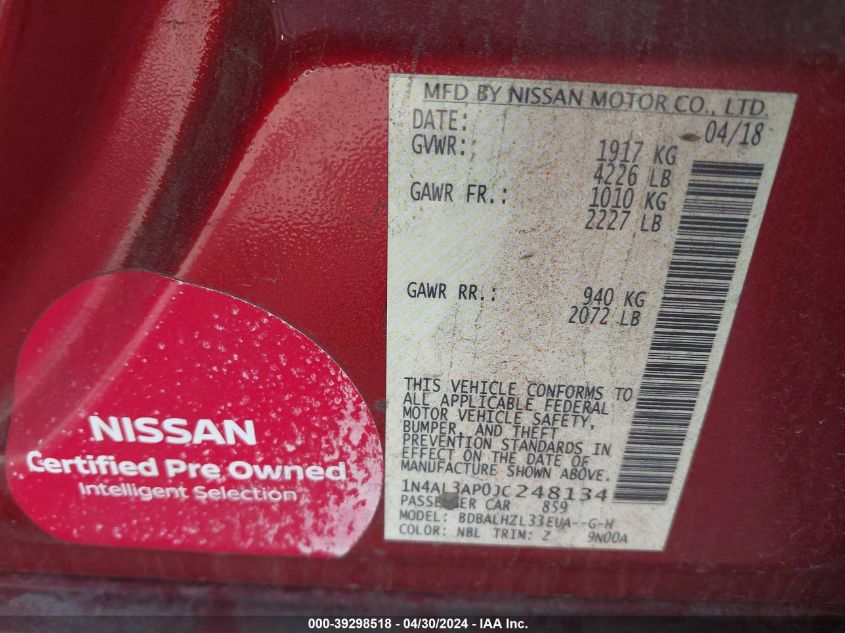 MFD BY NISSAN MOTOR CO., LTD.
DATE: 04/18
GVWR: 1917 KG
4226 LB
GAWR FR.: 1010 KG
2227 LB
GAWR RR.: 940 KG
2072 LB
THIS VEHICLE CONFORMS TO
ALL APPLICABLE FEDERAL
MOTOR VEHICLE SAFETY,
BUMPER, AND THEFT
PREVENTION STANDARDS IN
EFFECT ON THE DATE OF
MANUFACTURE SHOWN ABOVE.
1N4AL3AP0JC248134
PASSENGER CAR 859
MODEL: BDBALHZL33EUA--G-H
COLOR: NBL TRIM: Z 9N00A
NISSAN
Certified Pre Owned
Intelligent Selection
000-39298518 - 04/30/2024 - IAA Inc.